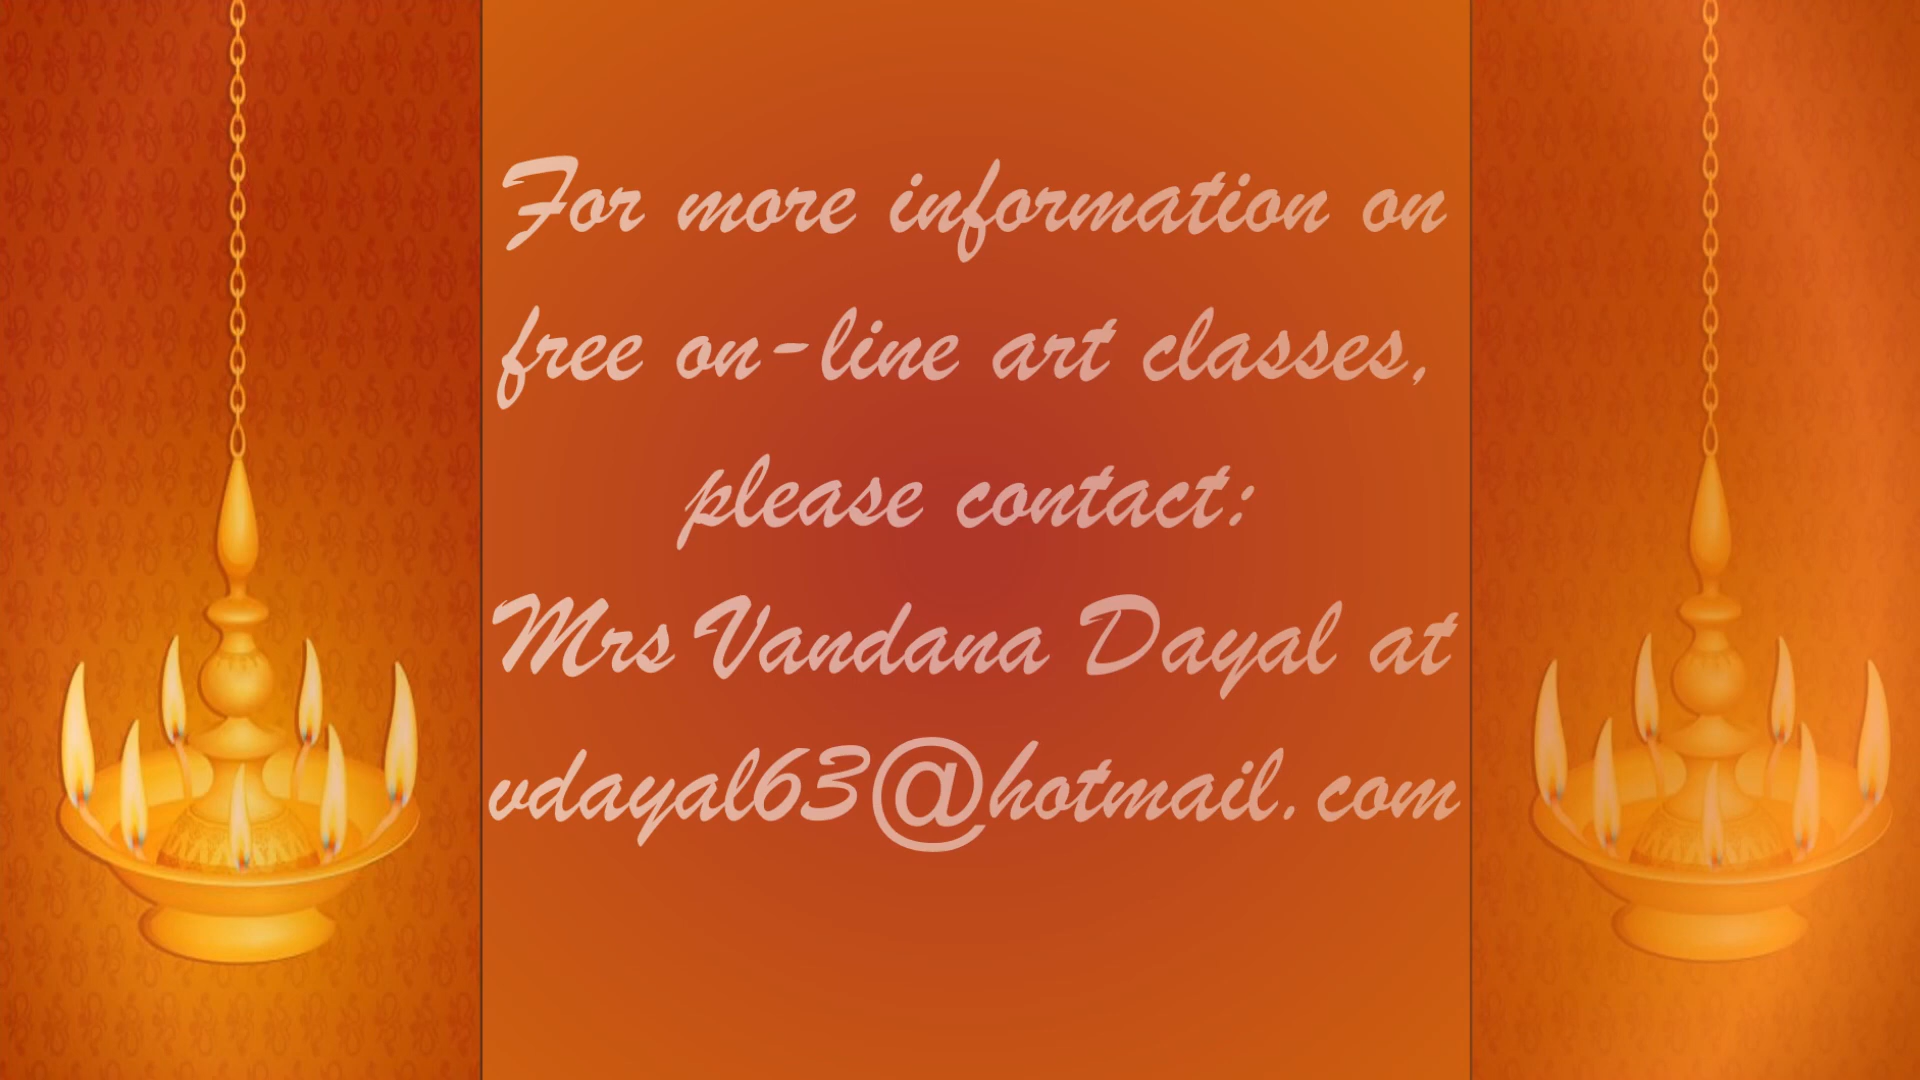 For more information on
free on-line art classes,
please contact:
Mrs Vandana Dayal at
vdayal63@hotmail.com